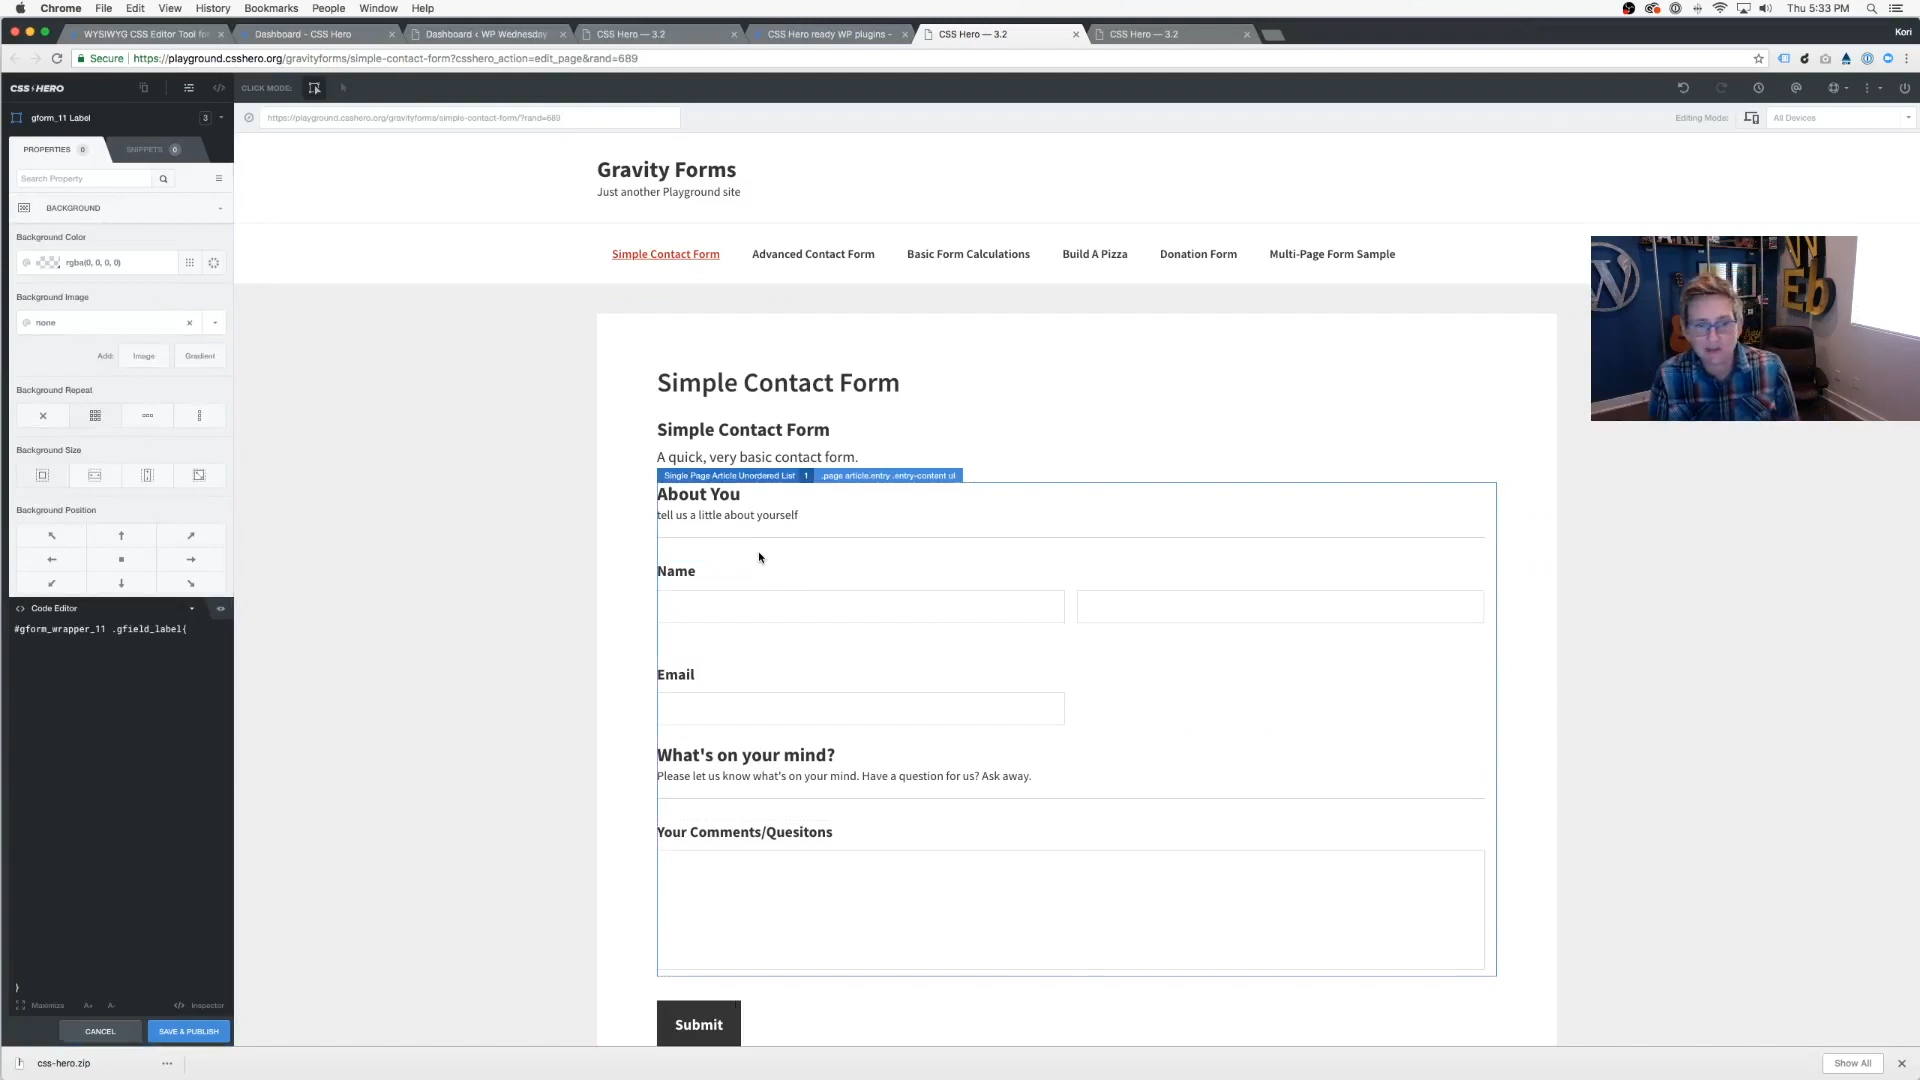 Chrome File Edit View History Bookmarks People Window Help Thu 5:33 PM
WYSIWYG CSS Editor Tool for Dashboard - CSS Hero Dashboard ‹ WP Wednesday CSS Hero — 3.2 CSS Hero ready WP plugins - CSS Hero — 3.2 CSS Hero — 3.2 Kori
Secure https://playground.csshero.org/gravityforms/simple-contact-form?csshero_action=edit_page&rand=689
CSS HERO CLICK MODE:
gform_11 Label 3 https://playground.csshero.org/gravityforms/simple-contact-form/?rand=689 Editing Mode: All Devices
PROPERTIES 0 SNIPPETS 0
Search Property
BACKGROUND
Background Color
rgba(0, 0, 0, 0)
Background Image
none
Add: Image Gradient
Background Repeat
Background Size
Background Position
<> Code Editor
#gform_wrapper_11 .gfield_label{
}
Maximize A+ A- </> Inspector
CANCEL SAVE & PUBLISH
Gravity Forms
Just another Playground site
Simple Contact Form Advanced Contact Form Basic Form Calculations Build A Pizza Donation Form Multi-Page Form Sample
Simple Contact Form
Simple Contact Form
A quick, very basic contact form.
Single Page Article Unordered List 1 .page article.entry .entry-content ul
About You
tell us a little about yourself
Name
Email
What's on your mind?
Please let us know what's on your mind. Have a question for us? Ask away.
Your Comments/Quesitons
Submit
Eb
css-hero.zip Show All